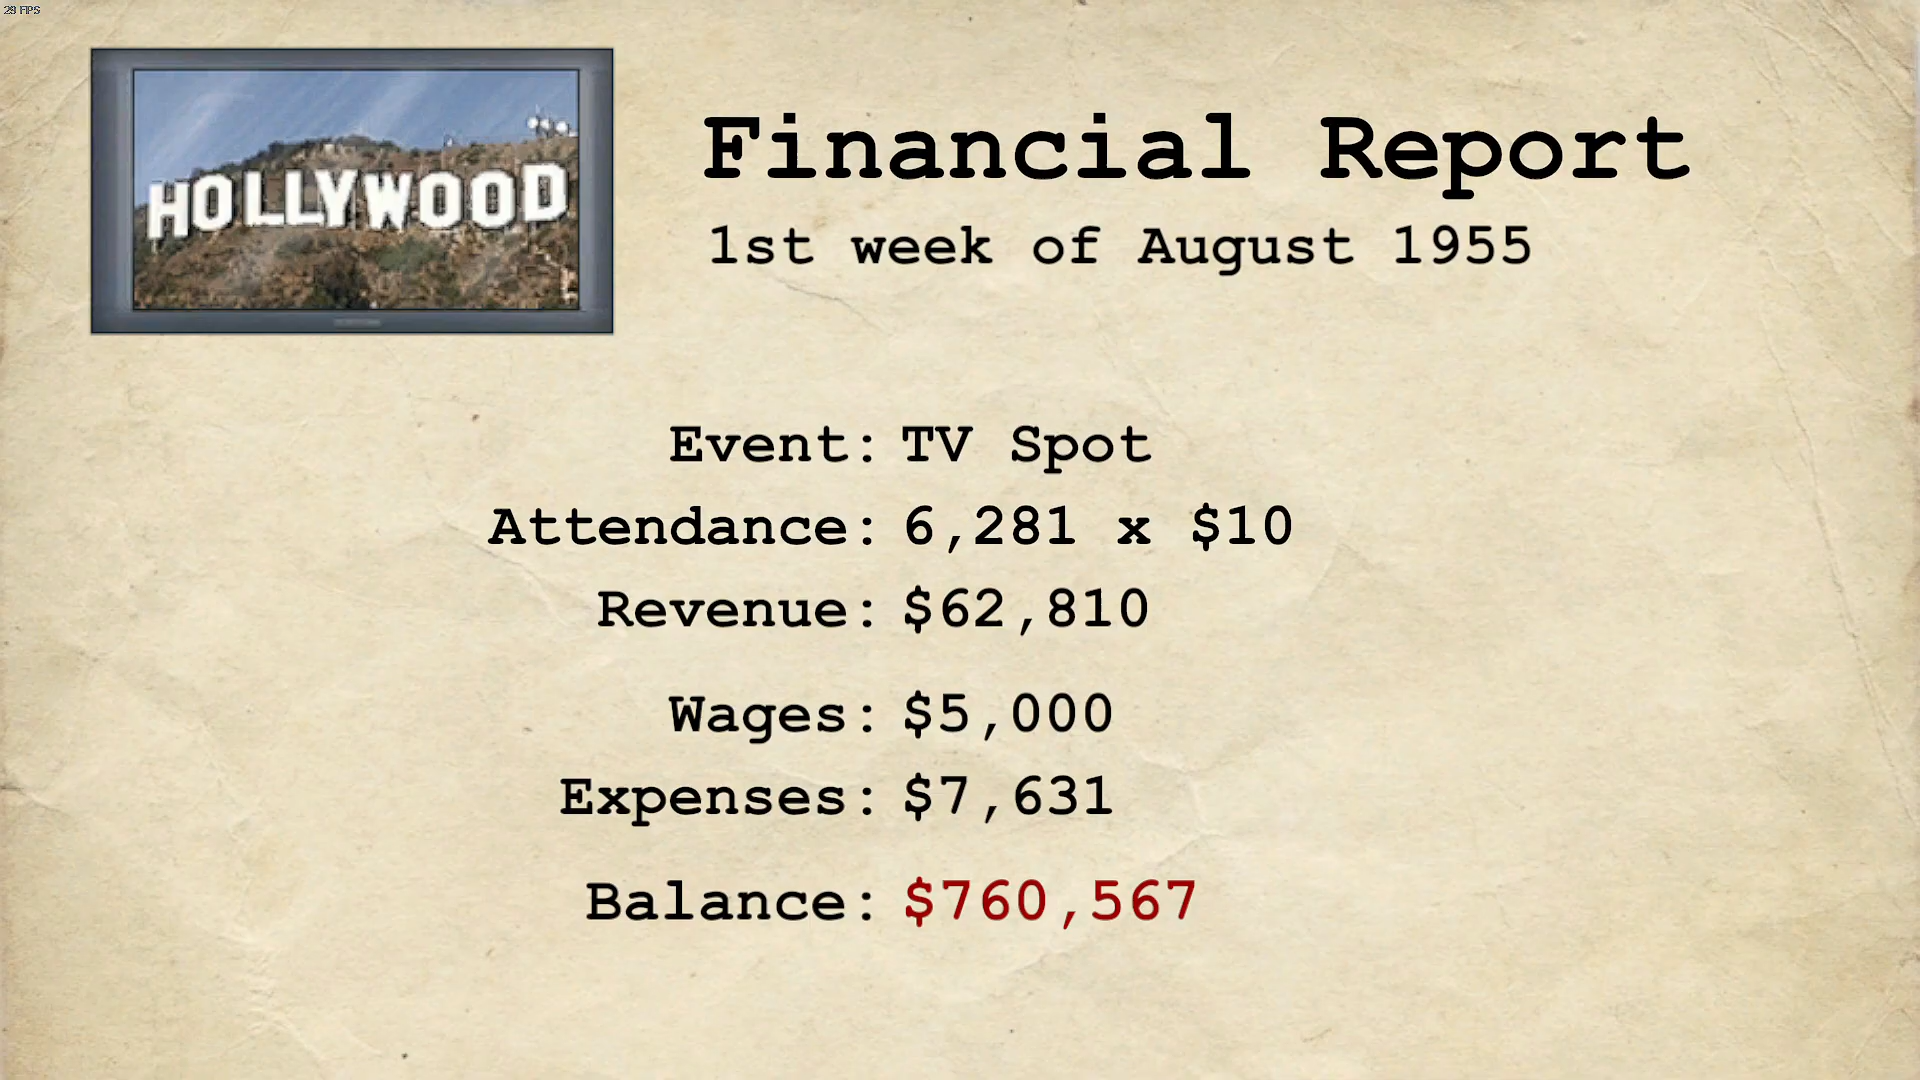 29 FPS
HOLLYWOOD
Financial Report
1st week of August 1955
Event: TV Spot
Attendance: 6,281 x $10
Revenue: $62,810
Wages: $5,000
Expenses: $7,631
Balance: $760,567